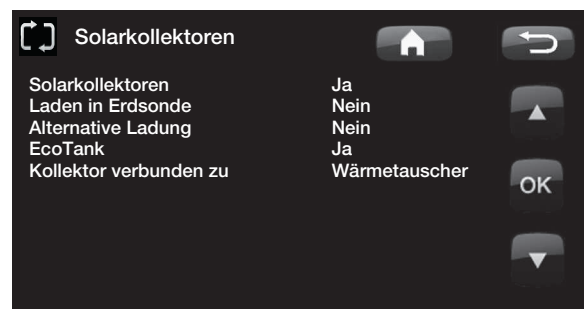 Solarkollektoren
Solarkollektoren Ja
Laden in Erdsonde Nein
Alternative Ladung Nein
EcoTank Ja
Kollektor verbunden zu Wärmetauscher
OK